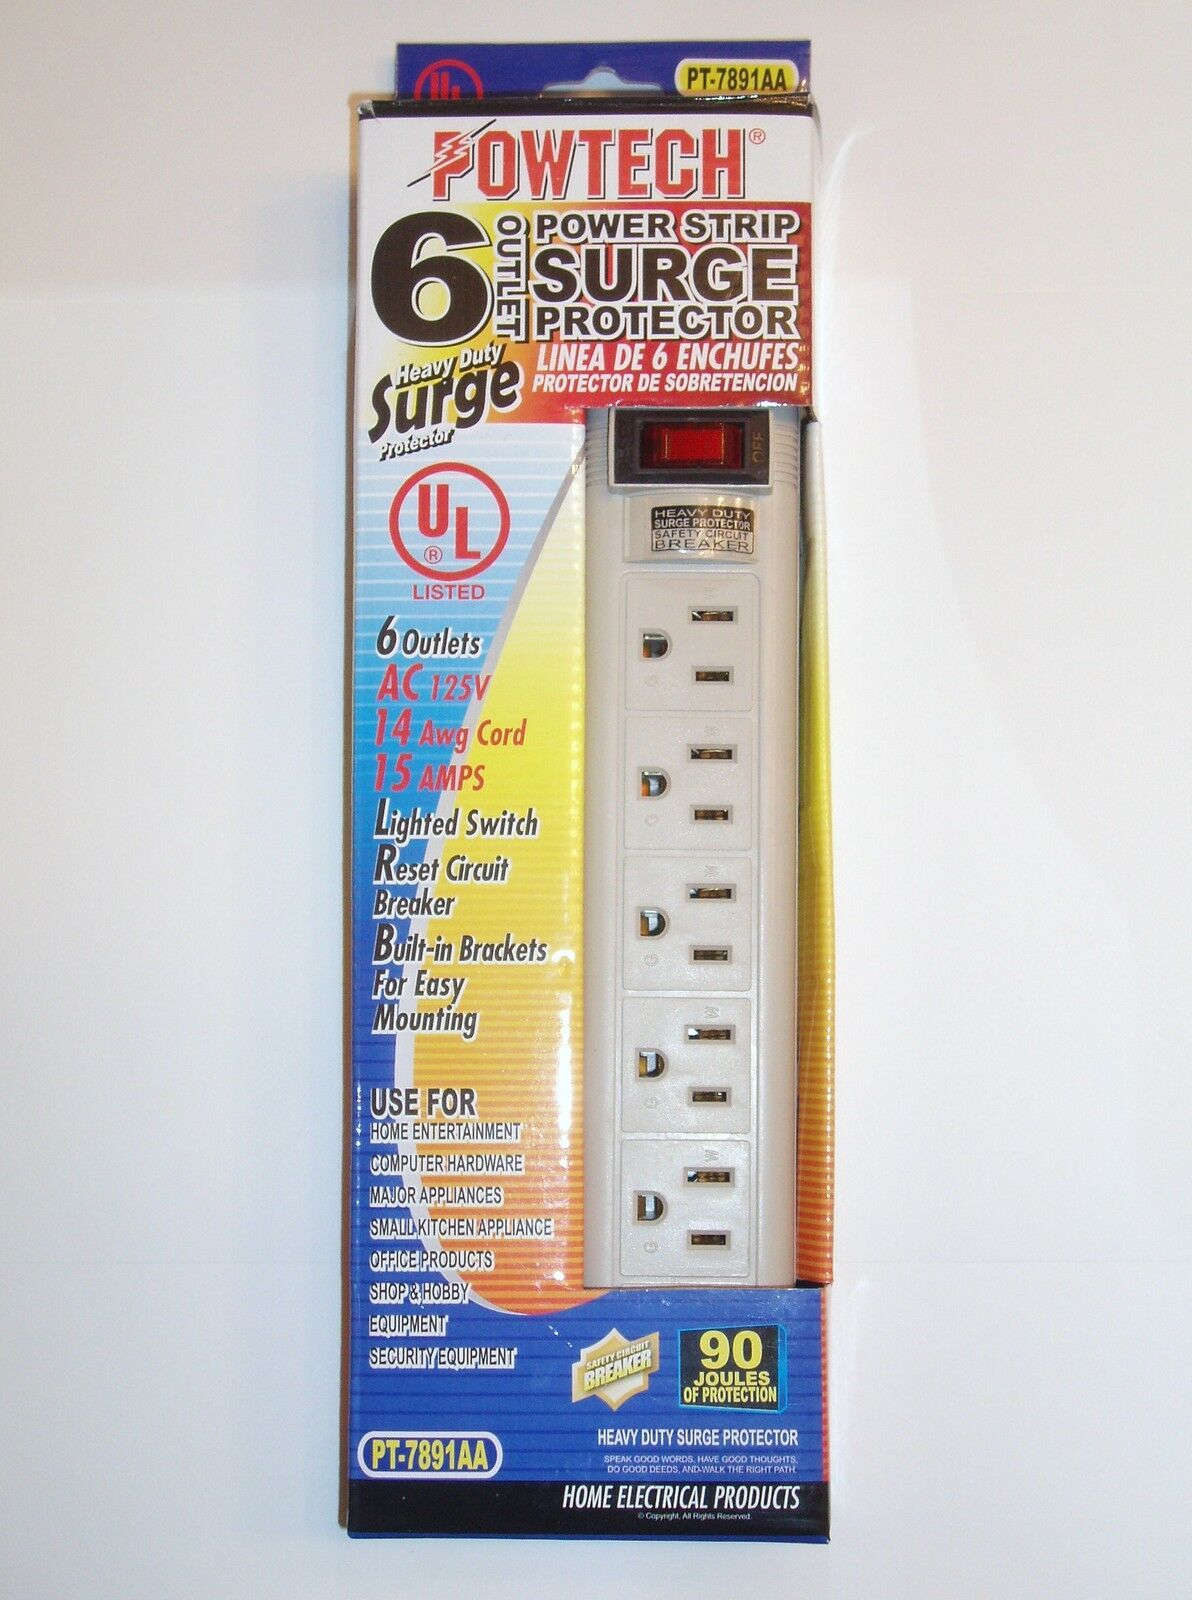 UL
PT-7891AA
POWTECH®
6 OUTLET
POWER STRIP
SURGE
PROTECTOR
LINEA DE 6 ENCHUFES
PROTECTOR DE SOBRETENCION
Heavy Duty
Surge
Protector
OFF
HEAVY DUTY
SURGE PROTECTOR
SAFETY CIRCUIT
BREAKER
UL
®
LISTED
6 Outlets
AC 125V
14 Awg Cord
15 AMPS
Lighted Switch
Reset Circuit
Breaker
Built-in Brackets
For Easy
Mounting
G
G
W
G
W
G
W
G
USE FOR
HOME ENTERTAINMENT
COMPUTER HARDWARE
MAJOR APPLIANCES
SMALL KITCHEN APPLIANCE
OFFICE PRODUCTS
SHOP & HOBBY
EQUIPMENT
SECURITY EQUIPMENT
SAFETY CIRCUIT
BREAKER
90
JOULES
OF PROTECTION
PT-7891AA
HEAVY DUTY SURGE PROTECTOR
SPEAK GOOD WORDS, HAVE GOOD THOUGHTS,
DO GOOD DEEDS, AND-WALK THE RIGHT PATH.
HOME ELECTRICAL PRODUCTS
© Copyright, All Rights Reserved.